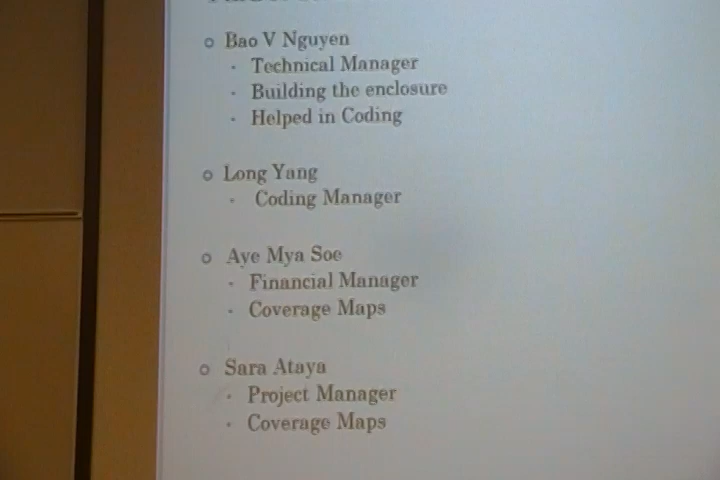 Bao V Nguyen
Technical Manager
Building the enclosure
Helped in Coding
Long Yang
Coding Manager
Aye Mya Soe
Financial Manager
Coverage Maps
Sara Ataya
Project Manager
Coverage Maps